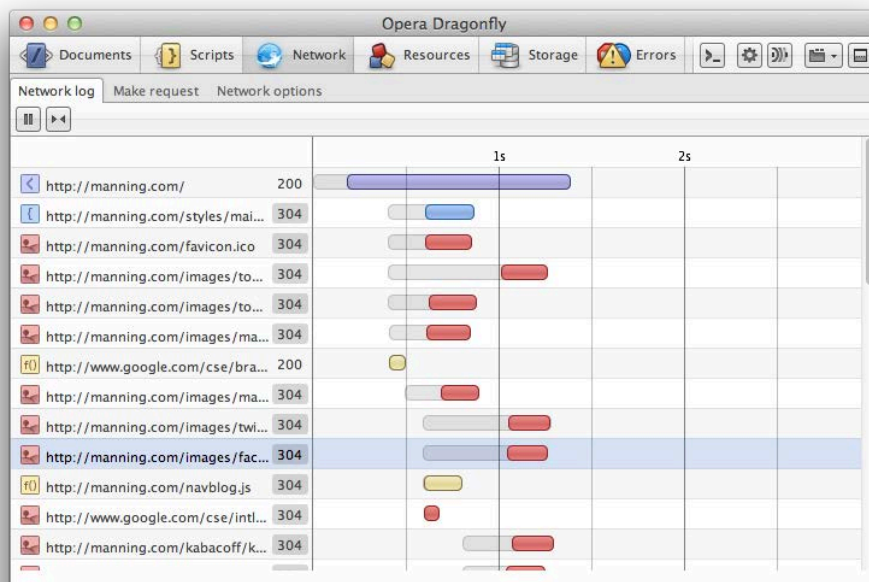 Opera Dragonfly
Documents Scripts Network Resources Storage Errors
Network log Make request Network options
1s 2s
http://manning.com/ 200
http://manning.com/styles/mai... 304
http://manning.com/favicon.ico 304
http://manning.com/images/to... 304
http://manning.com/images/to... 304
http://manning.com/images/ma... 304
f() http://www.google.com/cse/bra... 200
http://manning.com/images/ma... 304
http://manning.com/images/twi... 304
http://manning.com/images/fac... 304
f() http://manning.com/navblog.js 304
http://www.google.com/cse/intl... 304
http://manning.com/kabacoff/k... 304